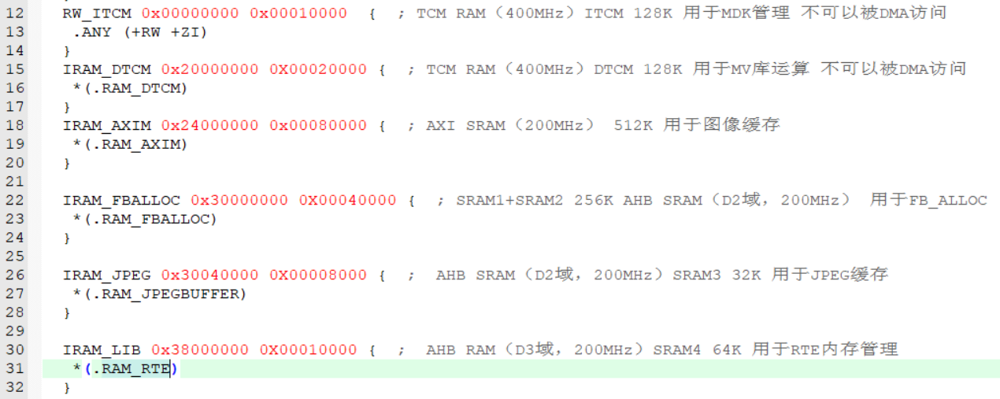 12 RW_ITCM 0x00000000 0x00010000 { ; TCM RAM（400MHz）ITCM 128K 用于MDK管理 不可以被DMA访问
13 .ANY (+RW +ZI)
14 }
15 IRAM_DTCM 0x20000000 0X00020000 { ; TCM RAM（400MHz）DTCM 128K 用于MV库运算 不可以被DMA访问
16 *(.RAM_DTCM)
17 }
18 IRAM_AXIM 0x24000000 0x00080000 { ; AXI SRAM（200MHz） 512K 用于图像缓存
19 *(.RAM_AXIM)
20 }
21
22 IRAM_FBALLOC 0x30000000 0X00040000 { ; SRAM1+SRAM2 256K AHB SRAM（D2域，200MHz） 用于FB_ALLOC
23 *(.RAM_FBALLOC)
24 }
25
26 IRAM_JPEG 0x30040000 0X00008000 { ; AHB SRAM（D2域，200MHz）SRAM3 32K 用于JPEG缓存
27 *(.RAM_JPEGBUFFER)
28 }
29
30 IRAM_LIB 0x38000000 0X00010000 { ; AHB RAM（D3域，200MHz）SRAM4 64K 用于RTE内存管理
31 *(.RAM_RTE)
32 }